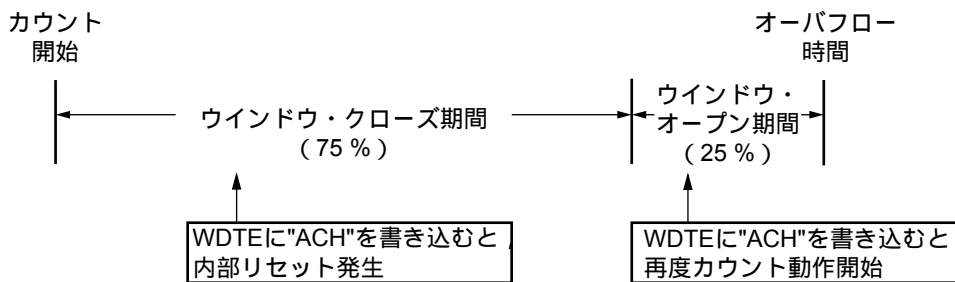 カウント
開始
オーバフロー
時間
ウインドウ・クローズ期間
(75 %)
ウインドウ・
オープン期間
(25 %)
WDTEに"ACH"を書き込むと,
内部リセット発生
WDTEに"ACH"を書き込むと
再度カウント動作開始